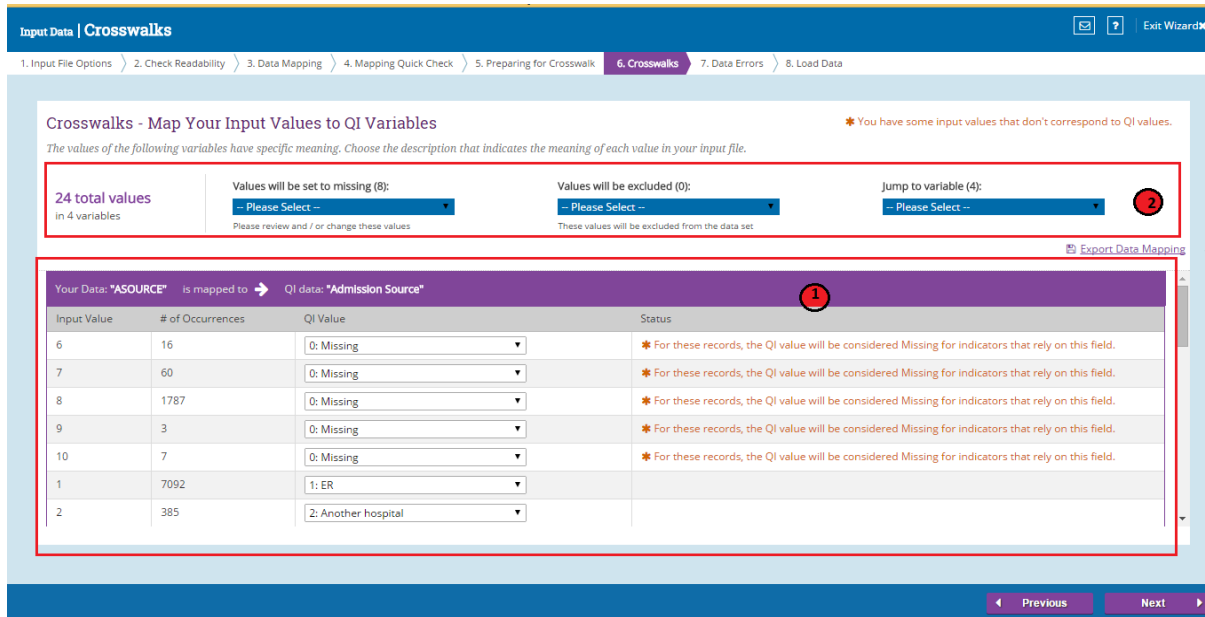 Input Data | Crosswalks
? Exit Wizard
1. Input File Options 2. Check Readability 3. Data Mapping 4. Mapping Quick Check 5. Preparing for Crosswalk 6. Crosswalks 7. Data Errors 8. Load Data
Crosswalks - Map Your Input Values to QI Variables
✱ You have some input values that don't correspond to QI values.
The values of the following variables have specific meaning. Choose the description that indicates the meaning of each value in your input file.
24 total values
in 4 variables
Values will be set to missing (8):
-- Please Select --
Please review and / or change these values
Values will be excluded (0):
-- Please Select --
These values will be excluded from the data set
Jump to variable (4):
-- Please Select --
2
Export Data Mapping
Your Data: "ASOURCE" is mapped to QI data: "Admission Source"
1
Input Value # of Occurrences QI Value Status
6 16 0: Missing ✱ For these records, the QI value will be considered Missing for indicators that rely on this field.
7 60 0: Missing ✱ For these records, the QI value will be considered Missing for indicators that rely on this field.
8 1787 0: Missing ✱ For these records, the QI value will be considered Missing for indicators that rely on this field.
9 3 0: Missing ✱ For these records, the QI value will be considered Missing for indicators that rely on this field.
10 7 0: Missing ✱ For these records, the QI value will be considered Missing for indicators that rely on this field.
1 7092 1: ER
2 385 2: Another hospital
Previous Next